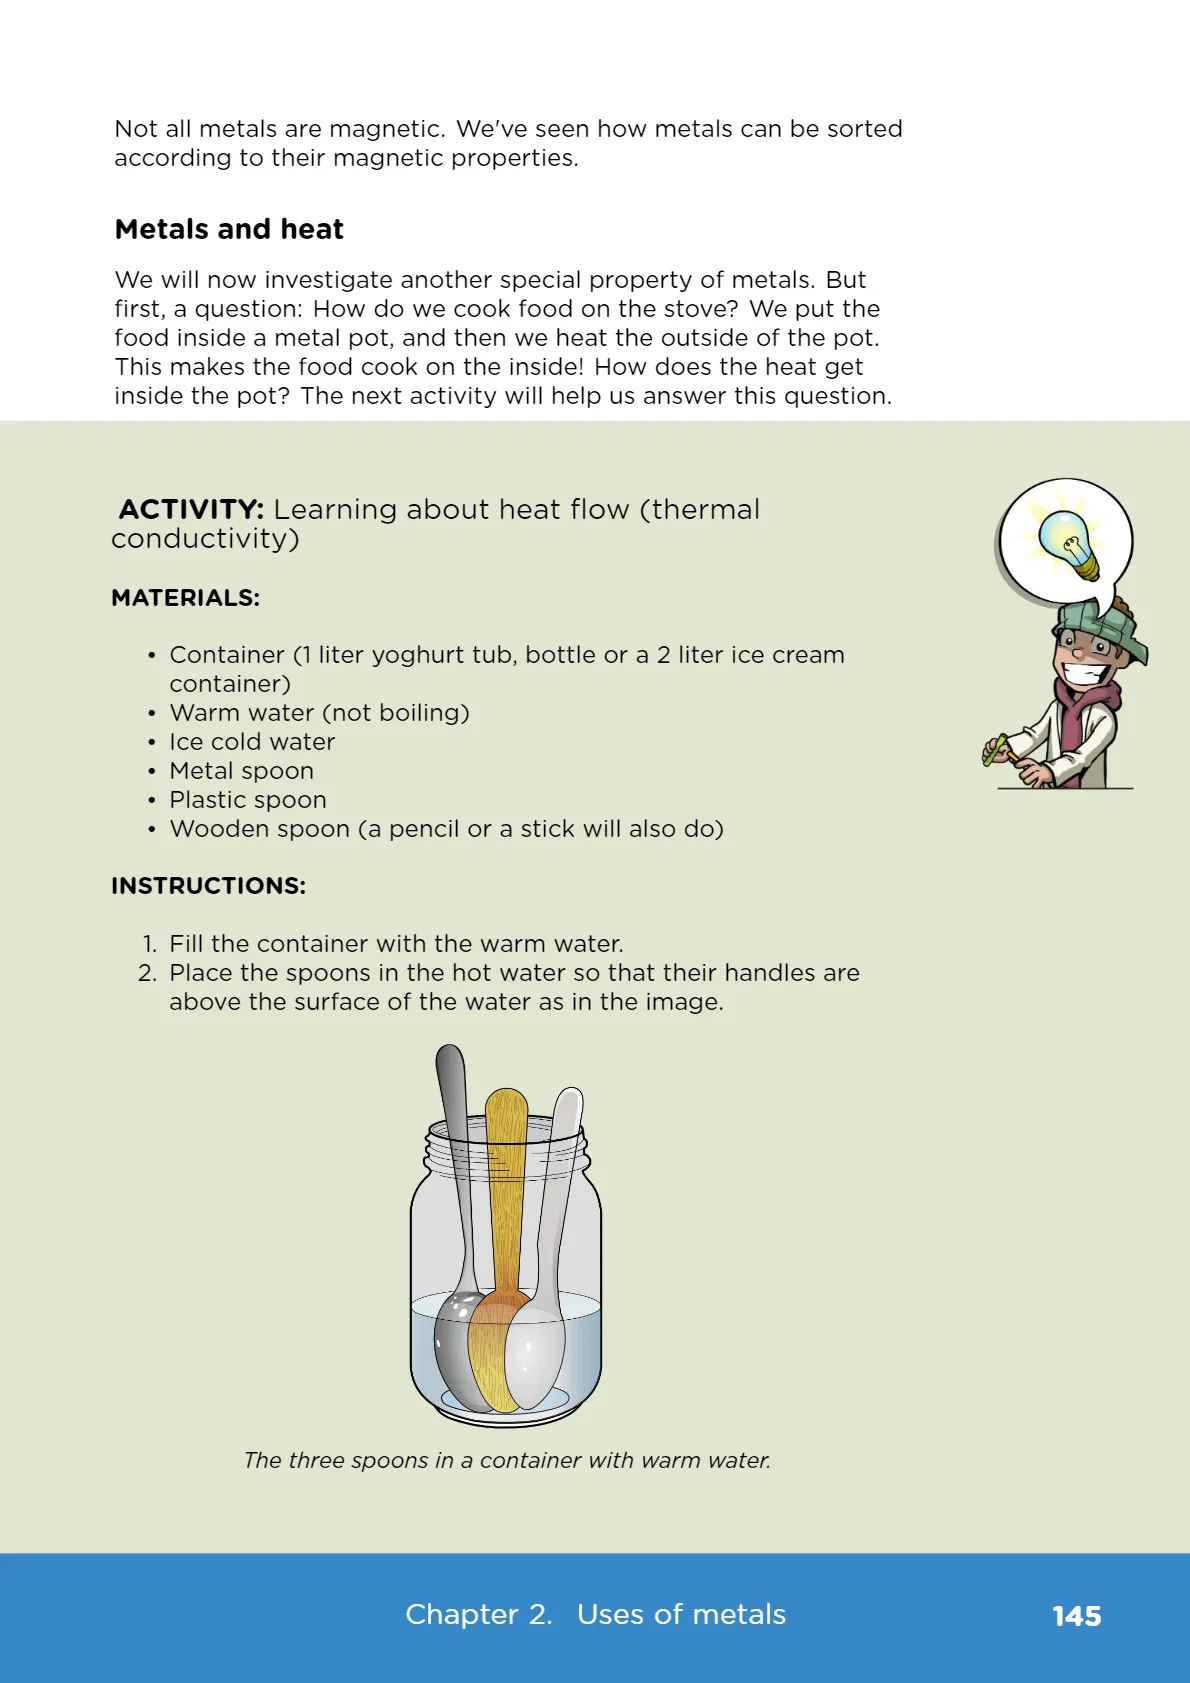 Not all metals are magnetic. We've seen how metals can be sorted
according to their magnetic properties.
Metals and heat
We will now investigate another special property of metals. But
first, a question: How do we cook food on the stove? We put the
food inside a metal pot, and then we heat the outside of the pot.
This makes the food cook on the inside! How does the heat get
inside the pot? The next activity will help us answer this question.
ACTIVITY: Learning about heat flow (thermal
conductivity)
MATERIALS:
• Container (1 liter yoghurt tub, bottle or a 2 liter ice cream
container)
• Warm water (not boiling)
• Ice cold water
• Metal spoon
• Plastic spoon
• Wooden spoon (a pencil or a stick will also do)
INSTRUCTIONS:
1. Fill the container with the warm water.
2. Place the spoons in the hot water so that their handles are
above the surface of the water as in the image.
The three spoons in a container with warm water.
Chapter 2. Uses of metals
145